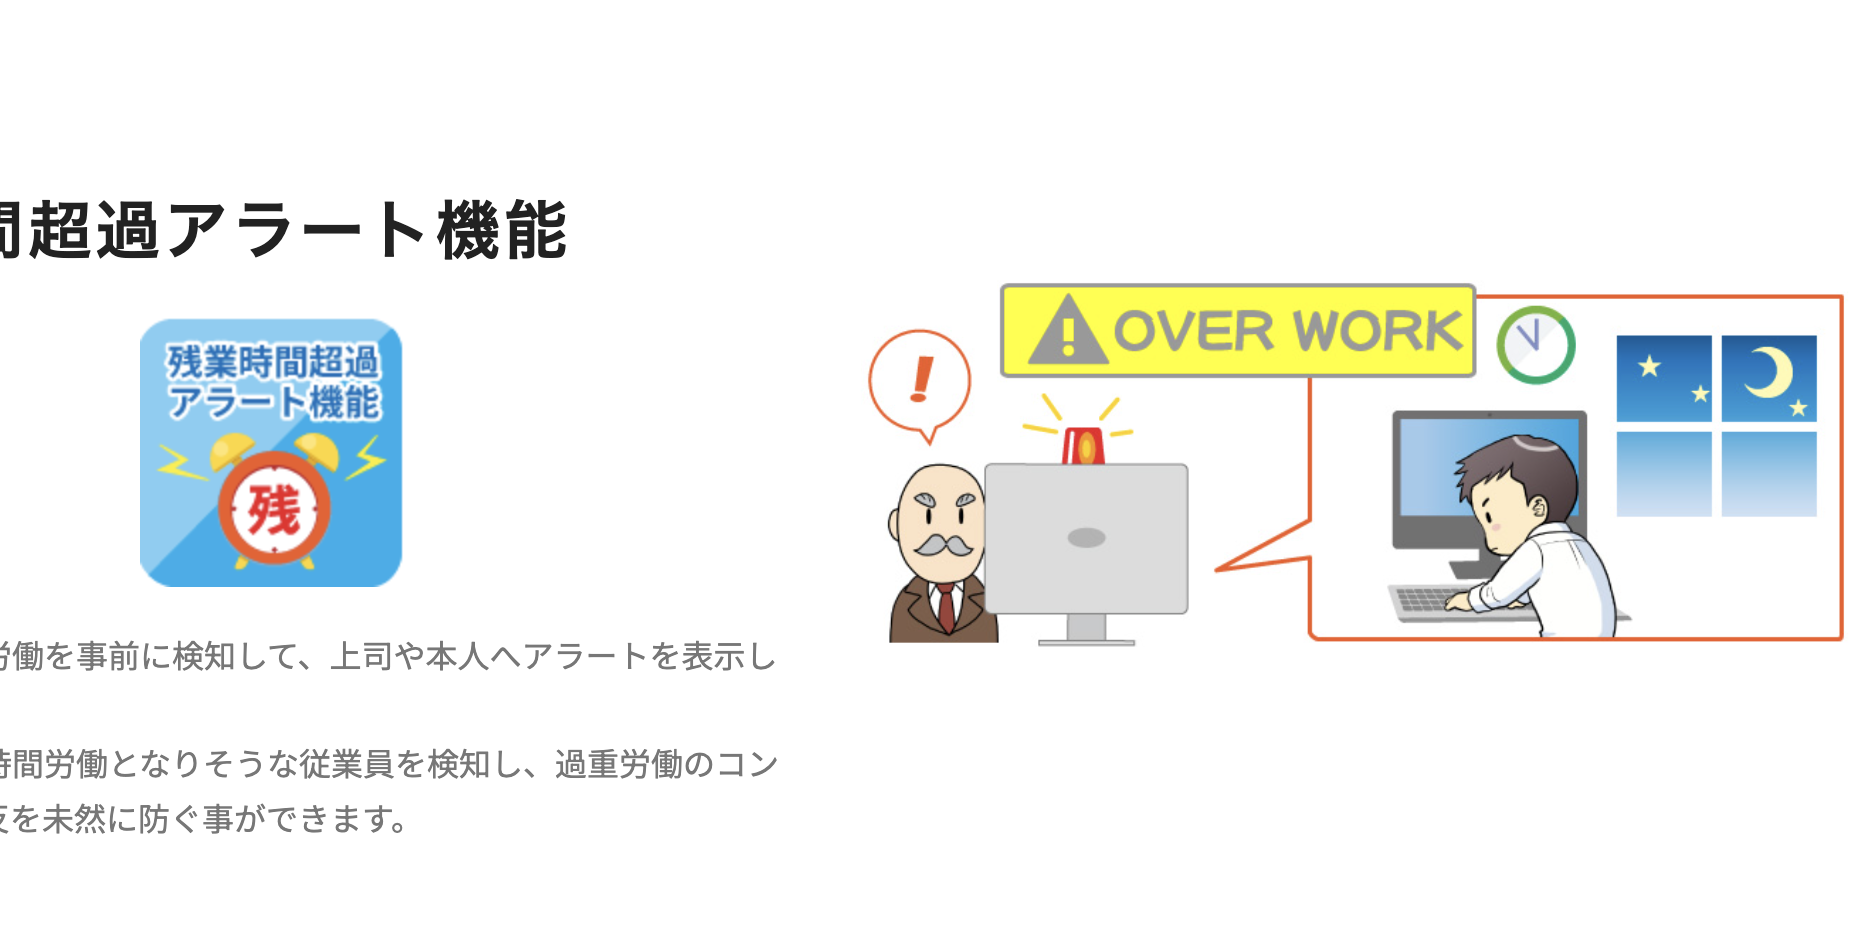 間超過アラート機能
残業時間超過
アラート機能
残
労働を事前に検知して、上司や本人へアラートを表示し
時間労働となりそうな従業員を検知し、過重労働のコン
反を未然に防ぐ事ができます。
!
OVER WORK